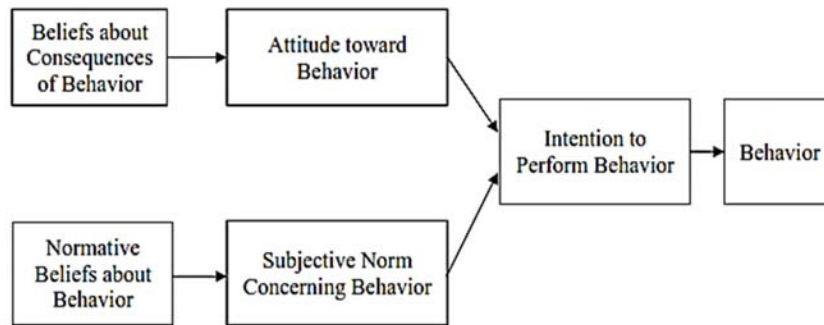 Beliefs about
Consequences
of Behavior
Attitude toward
Behavior
Intention to
Perform Behavior
Behavior
Normative
Beliefs about
Behavior
Subjective Norm
Concerning Behavior